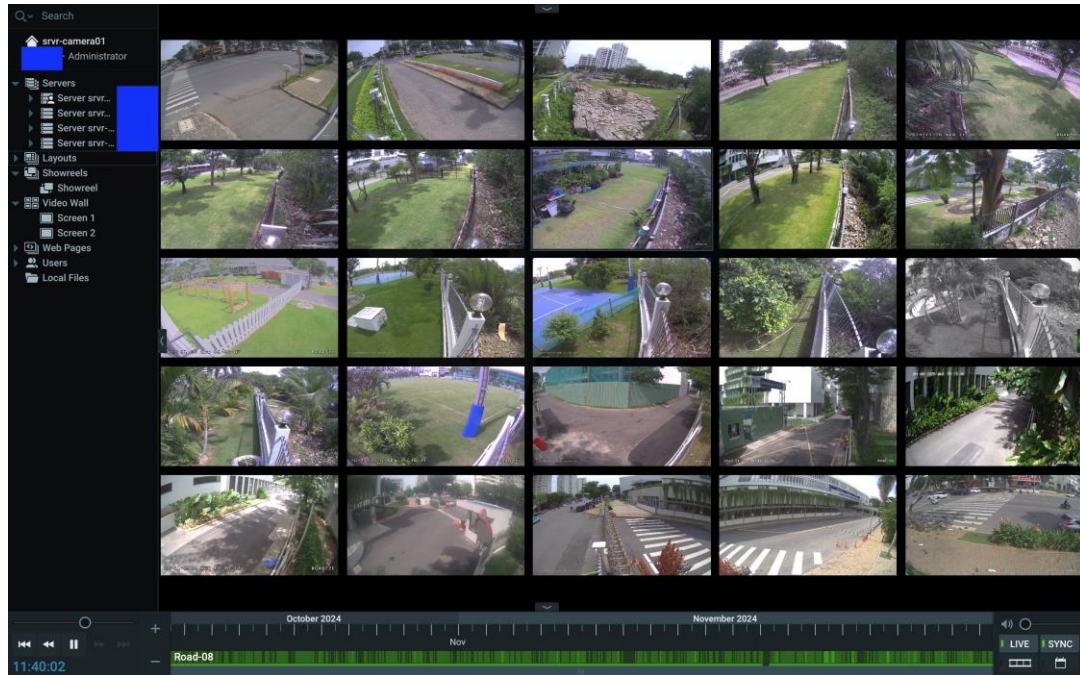 Search
srvr-camera01
Administrator
Servers
Server srvr...
Server srvr...
Server srvr-...
Server srvr-...
Layouts
Showreels
Showreel
Video Wall
Screen 1
Screen 2
Web Pages
Users
Local Files
October 2024
November 2024
Nov
Road-08
11:40:02
LIVE
SYNC